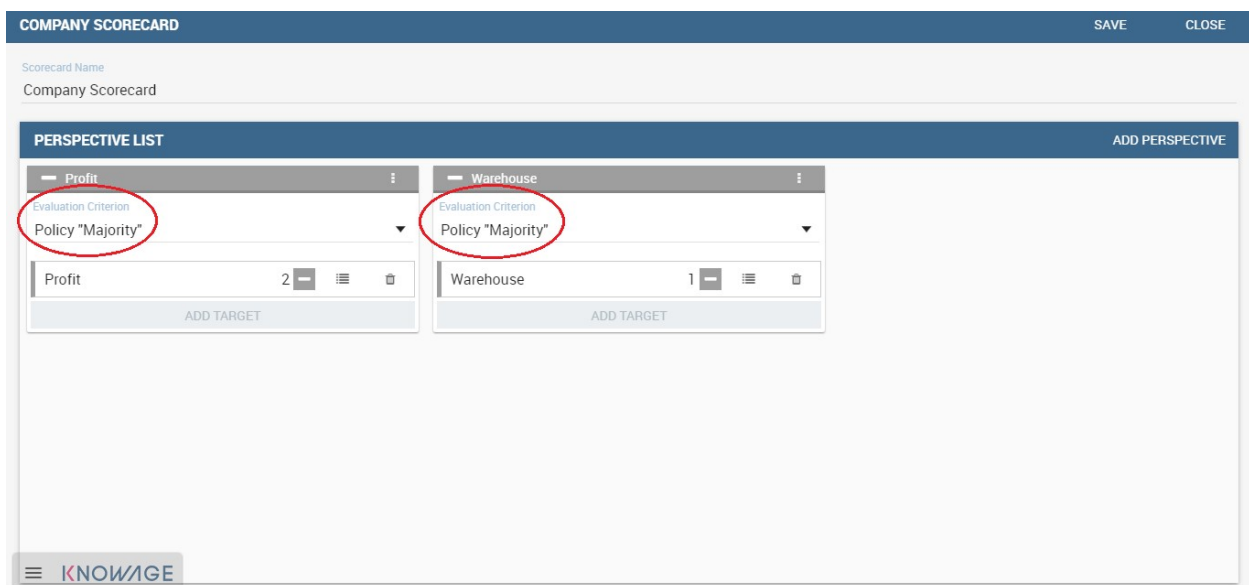 COMPANY SCORECARD SAVE CLOSE
Scorecard Name
Company Scorecard
PERSPECTIVE LIST ADD PERSPECTIVE
Profit
Evaluation Criterion
Policy "Majority"
Profit 2
ADD TARGET
Warehouse
Evaluation Criterion
Policy "Majority"
Warehouse 1
ADD TARGET
KNOWAGE